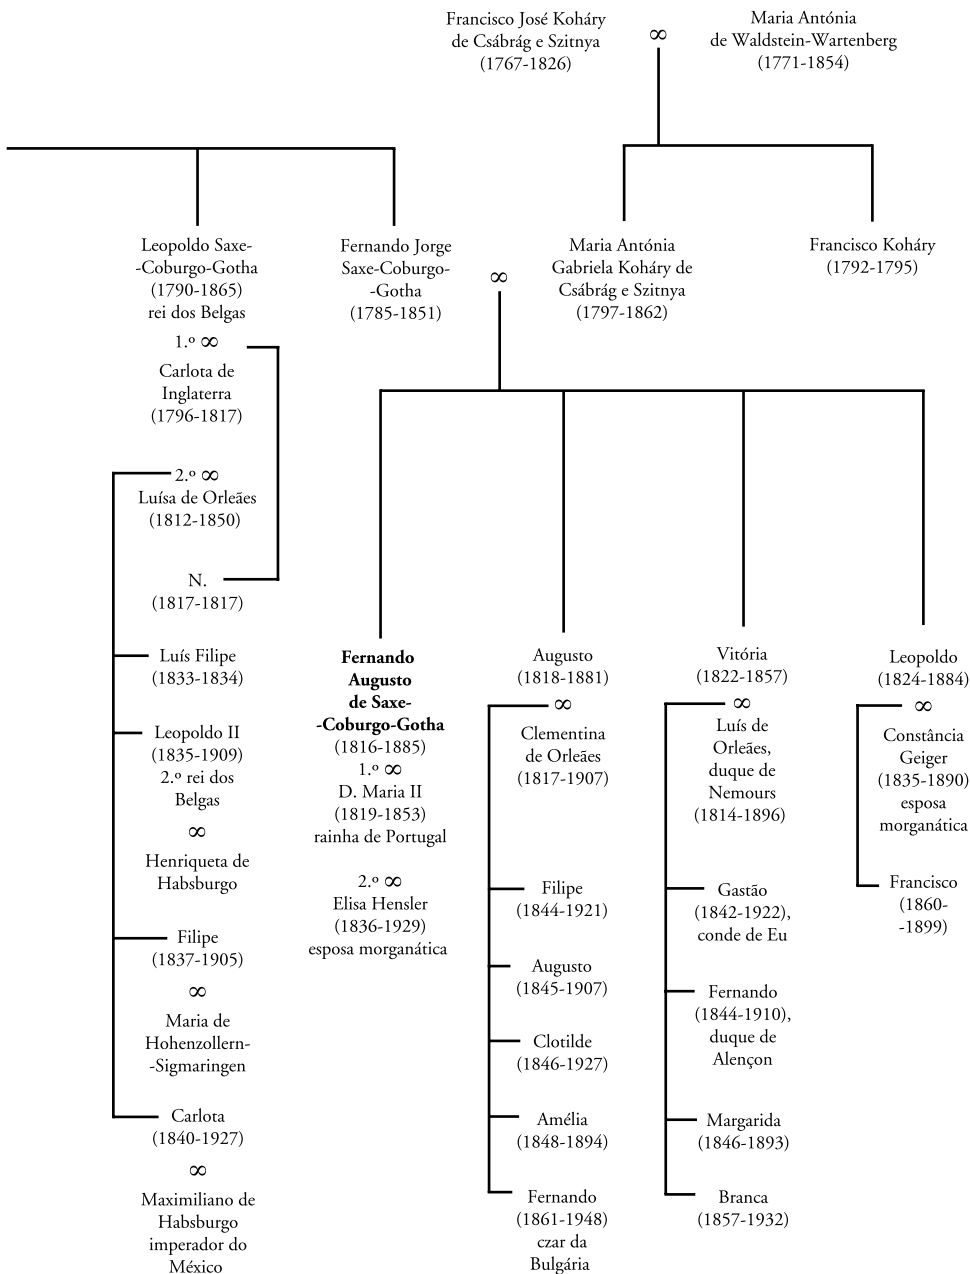 Francisco José Koháry
de Csábrág e Szitnya
(1767-1826)
∞
Maria Antónia
de Waldstein-Wartenberg
(1771-1854)
Leopoldo Saxe-
-Coburgo-Gotha
(1790-1865)
rei dos Belgas
1.º ∞
Carlota de
Inglaterra
(1796-1817)
2.º ∞
Luísa de Orleães
(1812-1850)
N.
(1817-1817)
Luís Filipe
(1833-1834)
Leopoldo II
(1835-1909)
2.º rei dos
Belgas
∞
Henriqueta de
Habsburgo
Filipe
(1837-1905)
∞
Maria de
Hohenzollern-
-Sigmaringen
Carlota
(1840-1927)
∞
Maximiliano de
Habsburgo
imperador do
México
Fernando Jorge
Saxe-Coburgo-
-Gotha
(1785-1851)
∞
Maria Antónia
Gabriela Koháry de
Csábrág e Szitnya
(1797-1862)
Francisco Koháry
(1792-1795)
Fernando
Augusto
de Saxe-
-Coburgo-Gotha
(1816-1885)
1.º ∞
D. Maria II
(1819-1853)
rainha de Portugal
2.º ∞
Elisa Hensler
(1836-1929)
esposa morganática
Augusto
(1818-1881)
∞
Clementina
de Orleães
(1817-1907)
Filipe
(1844-1921)
Augusto
(1845-1907)
Clotilde
(1846-1927)
Amélia
(1848-1894)
Fernando
(1861-1948)
czar da
Bulgária
Vitória
(1822-1857)
∞
Luís de
Orleães,
duque de
Nemours
(1814-1896)
Gastão
(1842-1922),
conde de Eu
Fernando
(1844-1910),
duque de
Alençon
Margarida
(1846-1893)
Branca
(1857-1932)
Leopoldo
(1824-1884)
∞
Constância
Geiger
(1835-1890)
esposa
morganática
Francisco
(1860-
-1899)